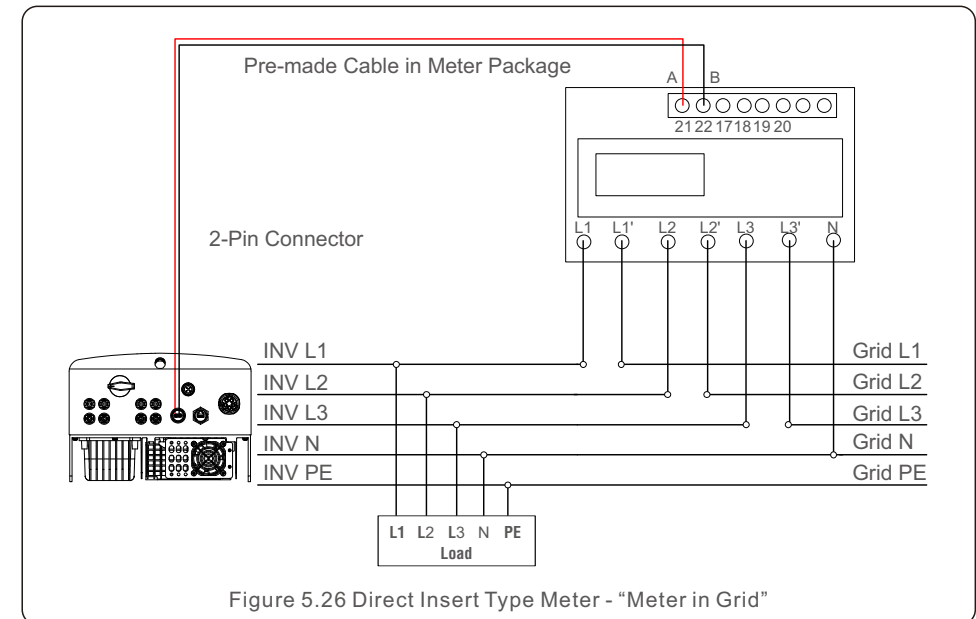 Pre-made Cable in Meter Package
A B
21 22 17 18 19 20
2-Pin Connector
L1 L1' L2 L2' L3 L3' N
INV L1 Grid L1
INV L2 Grid L2
INV L3 Grid L3
INV N Grid N
INV PE Grid PE
L1 L2 L3 N PE
Load
Figure 5.26 Direct Insert Type Meter - “Meter in Grid”